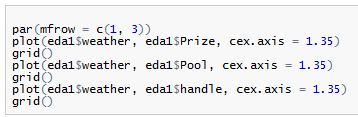 par(mfrow = c(1, 3))
plot(eda1$weather, eda1$Prize, cex.axis = 1.35)
grid()
plot(eda1$weather, eda1$Pool, cex.axis = 1.35)
grid()
plot(eda1$weather, eda1$handle, cex.axis = 1.35)
grid()